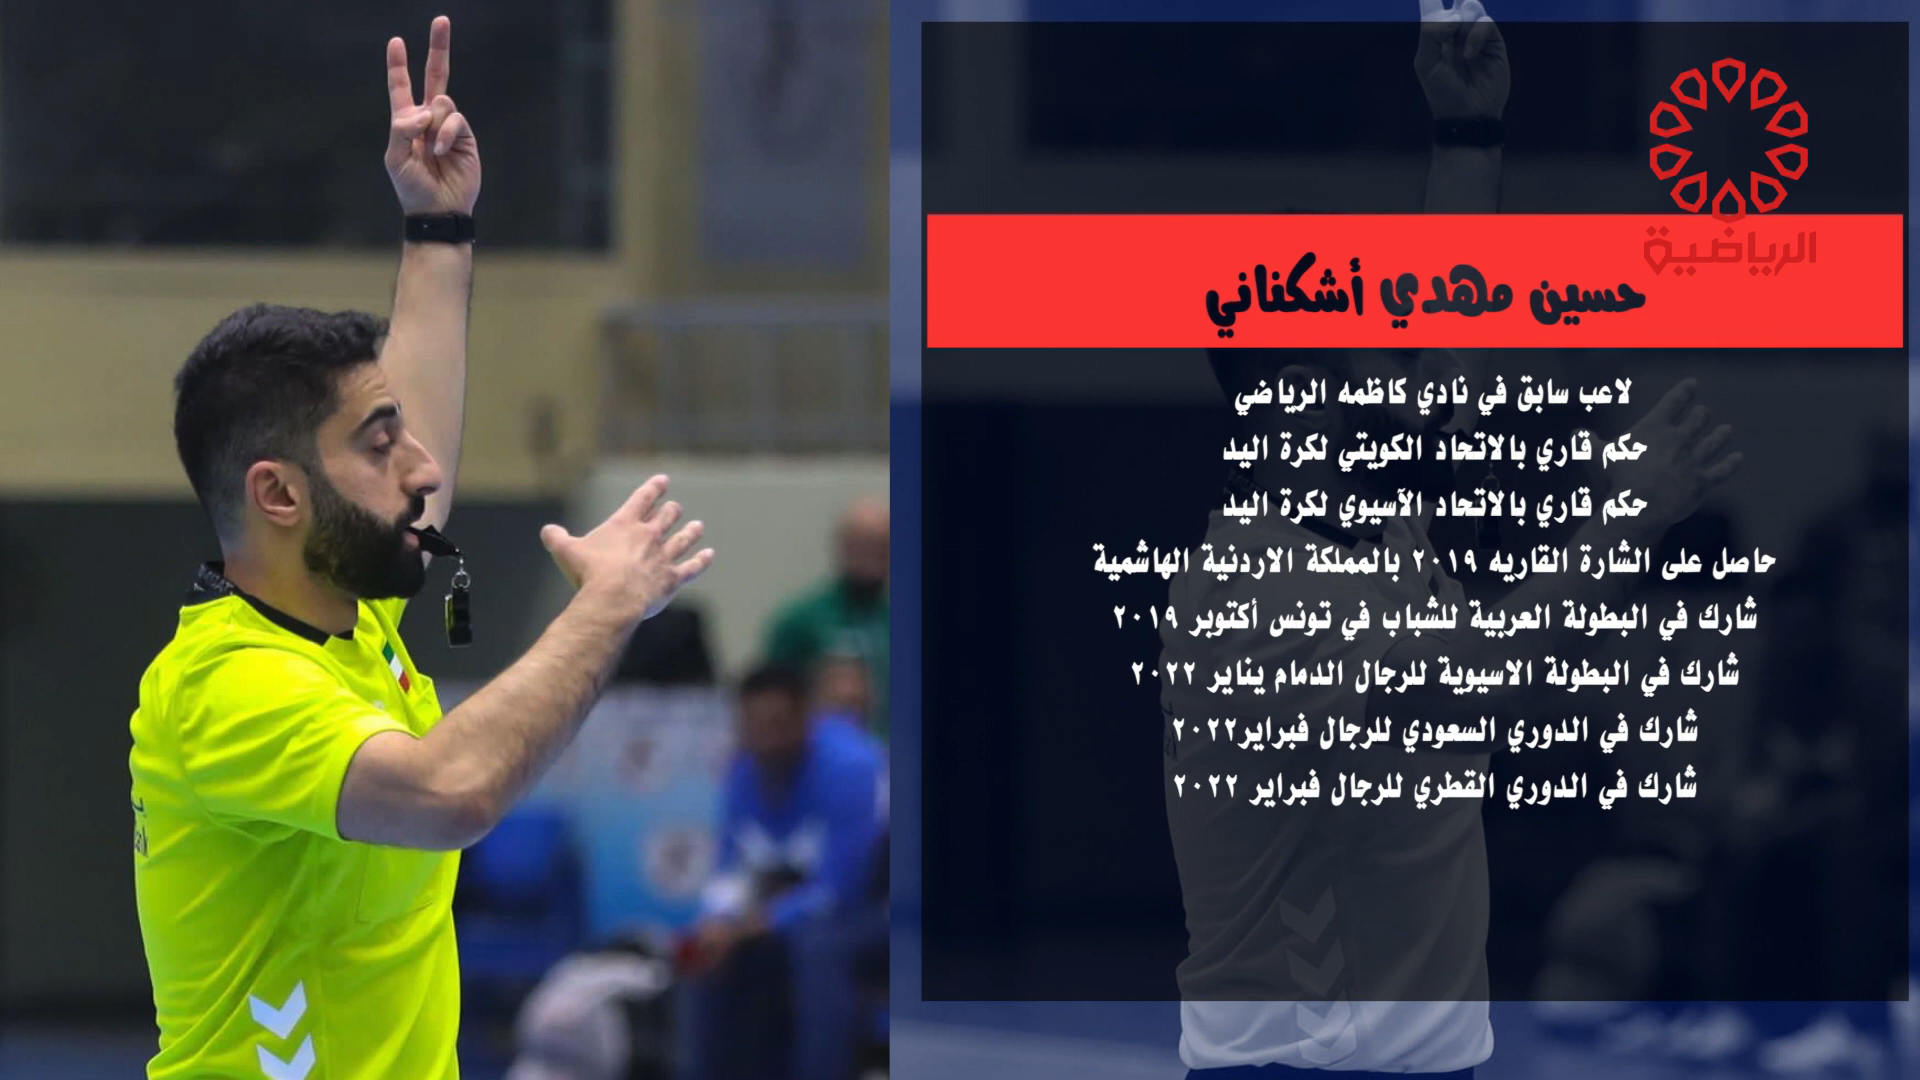 الرياضية
حسين مهدي أشكناني
لاعب سابق في نادي كاظمه الرياضي
حكم قاري بالاتحاد الكويتي لكرة اليد
حكم قاري بالاتحاد الآسيوي لكرة اليد
حاصل على الشارة القاريه ٢٠١٩ بالمملكة الاردنية الهاشمية
شارك في البطولة العربية للشباب في تونس أكتوبر ٢٠١٩
شارك في البطولة الاسيوية للرجال الدمام يناير ٢٠٢٢
شارك في الدوري السعودي للرجال فبراير٢٠٢٢
شارك في الدوري القطري للرجال فبراير ٢٠٢٢